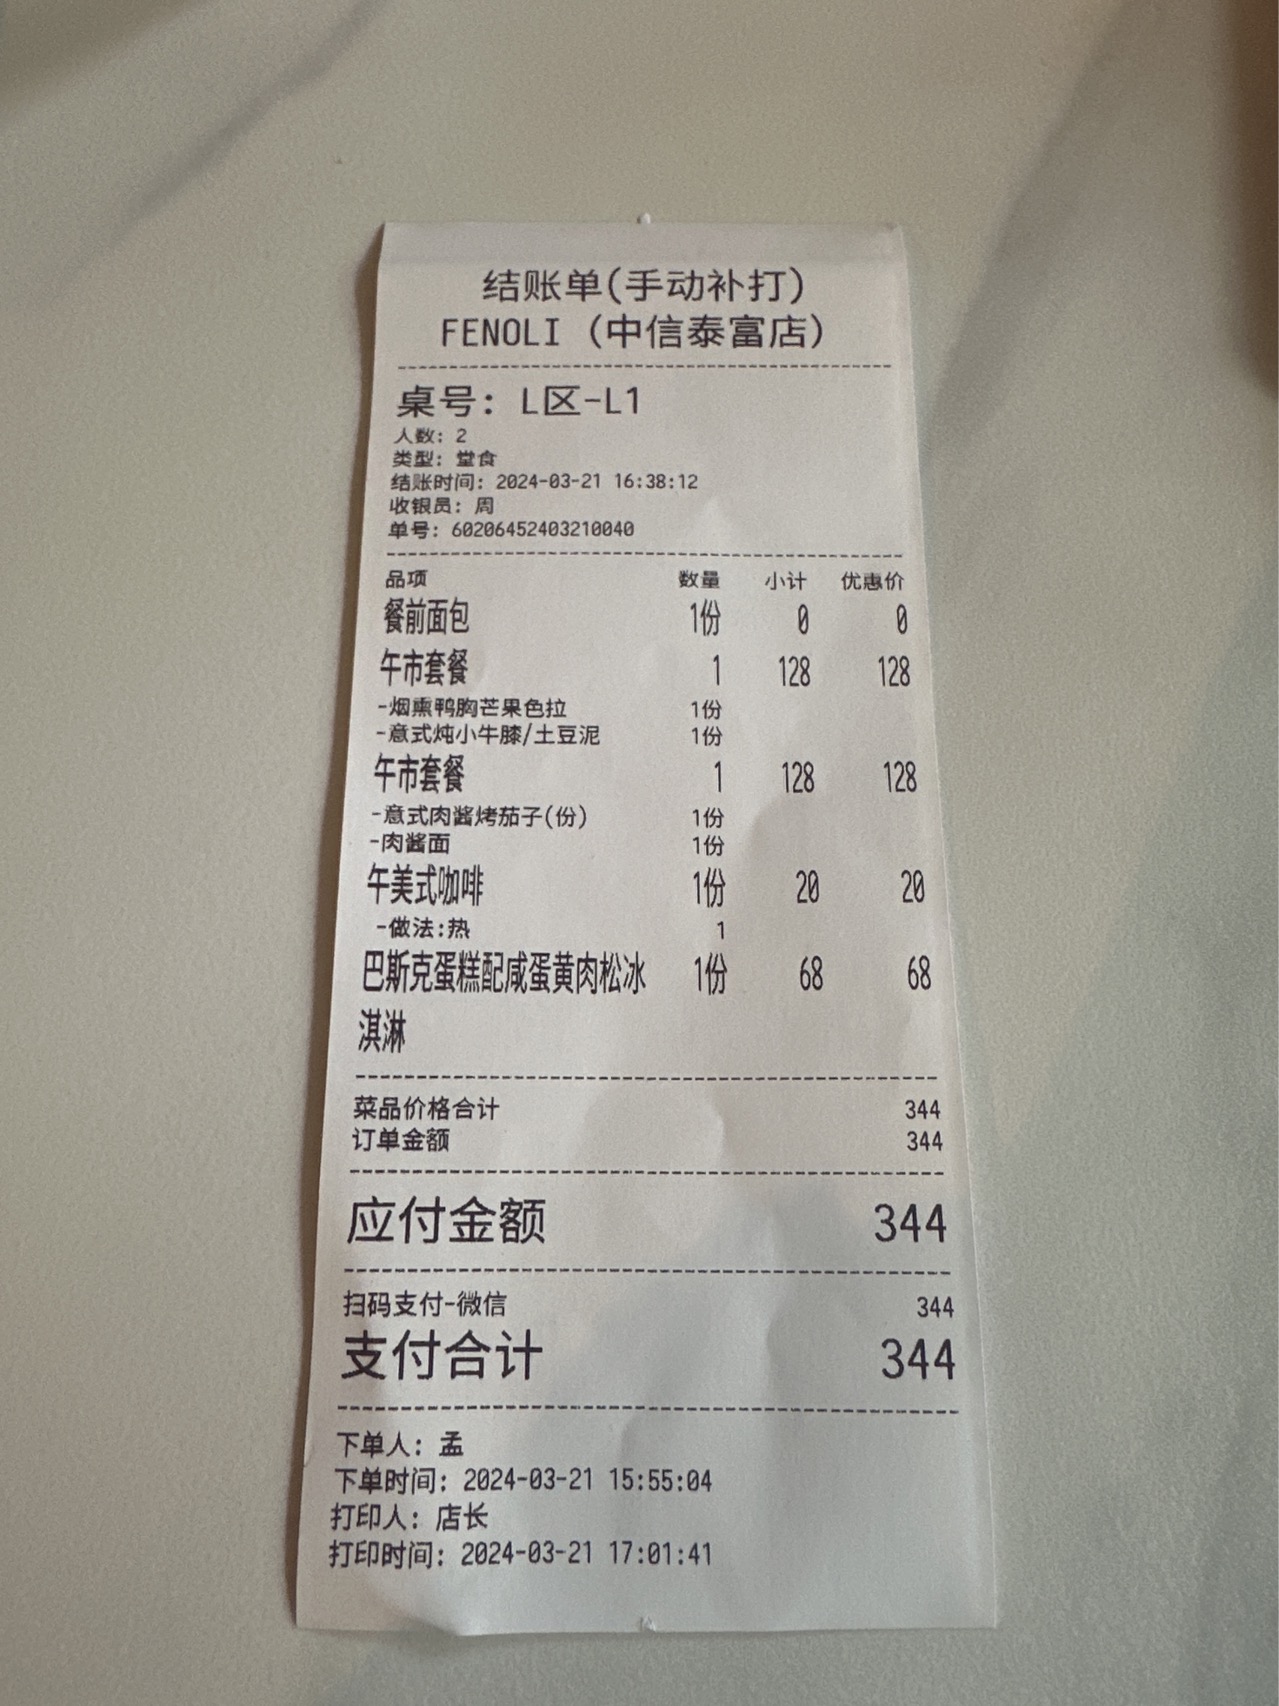 结账单(手动补打)
FENOLI (中信泰富店)
桌号: L区-L1
人数: 2
类型: 堂食
结账时间: 2024-03-21 16:38:12
收银员: 周
单号: 60206452403210040
品项 数量 小计 优惠价
餐前面包 1份 0 0
午市套餐 1 128 128
-烟熏鸭胸芒果色拉 1份
-意式炖小牛膝/土豆泥 1份
午市套餐 1 128 128
-意式肉酱烤茄子(份) 1份
-肉酱面 1份
午美式咖啡 1份 20 20
-做法:热 1
巴斯克蛋糕配咸蛋黄肉松冰 1份 68 68
淇淋
菜品价格合计 344
订单金额 344
应付金额 344
扫码支付-微信 344
支付合计 344
下单人: 孟
下单时间: 2024-03-21 15:55:04
打印人: 店长
打印时间: 2024-03-21 17:01:41